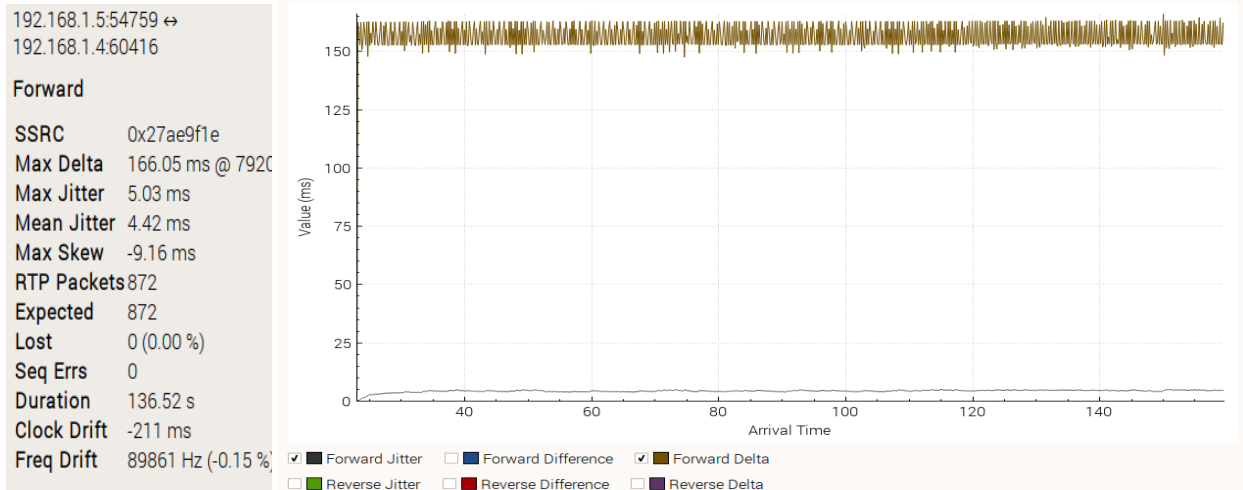 192.168.1.5:54759 ↔
192.168.1.4:60416
Forward
SSRC 0x27ae9f1e
Max Delta 166.05 ms @ 7920
Max Jitter 5.03 ms
Mean Jitter 4.42 ms
Max Skew -9.16 ms
RTP Packets 872
Expected 872
Lost 0 (0.00 %)
Seq Errs 0
Duration 136.52 s
Clock Drift -211 ms
Freq Drift 89861 Hz (-0.15 %)
Value (ms)
150
125
100
75
50
25
0
40 60 80 100 120 140
Arrival Time
Forward Jitter Forward Difference Forward Delta
Reverse Jitter Reverse Difference Reverse Delta